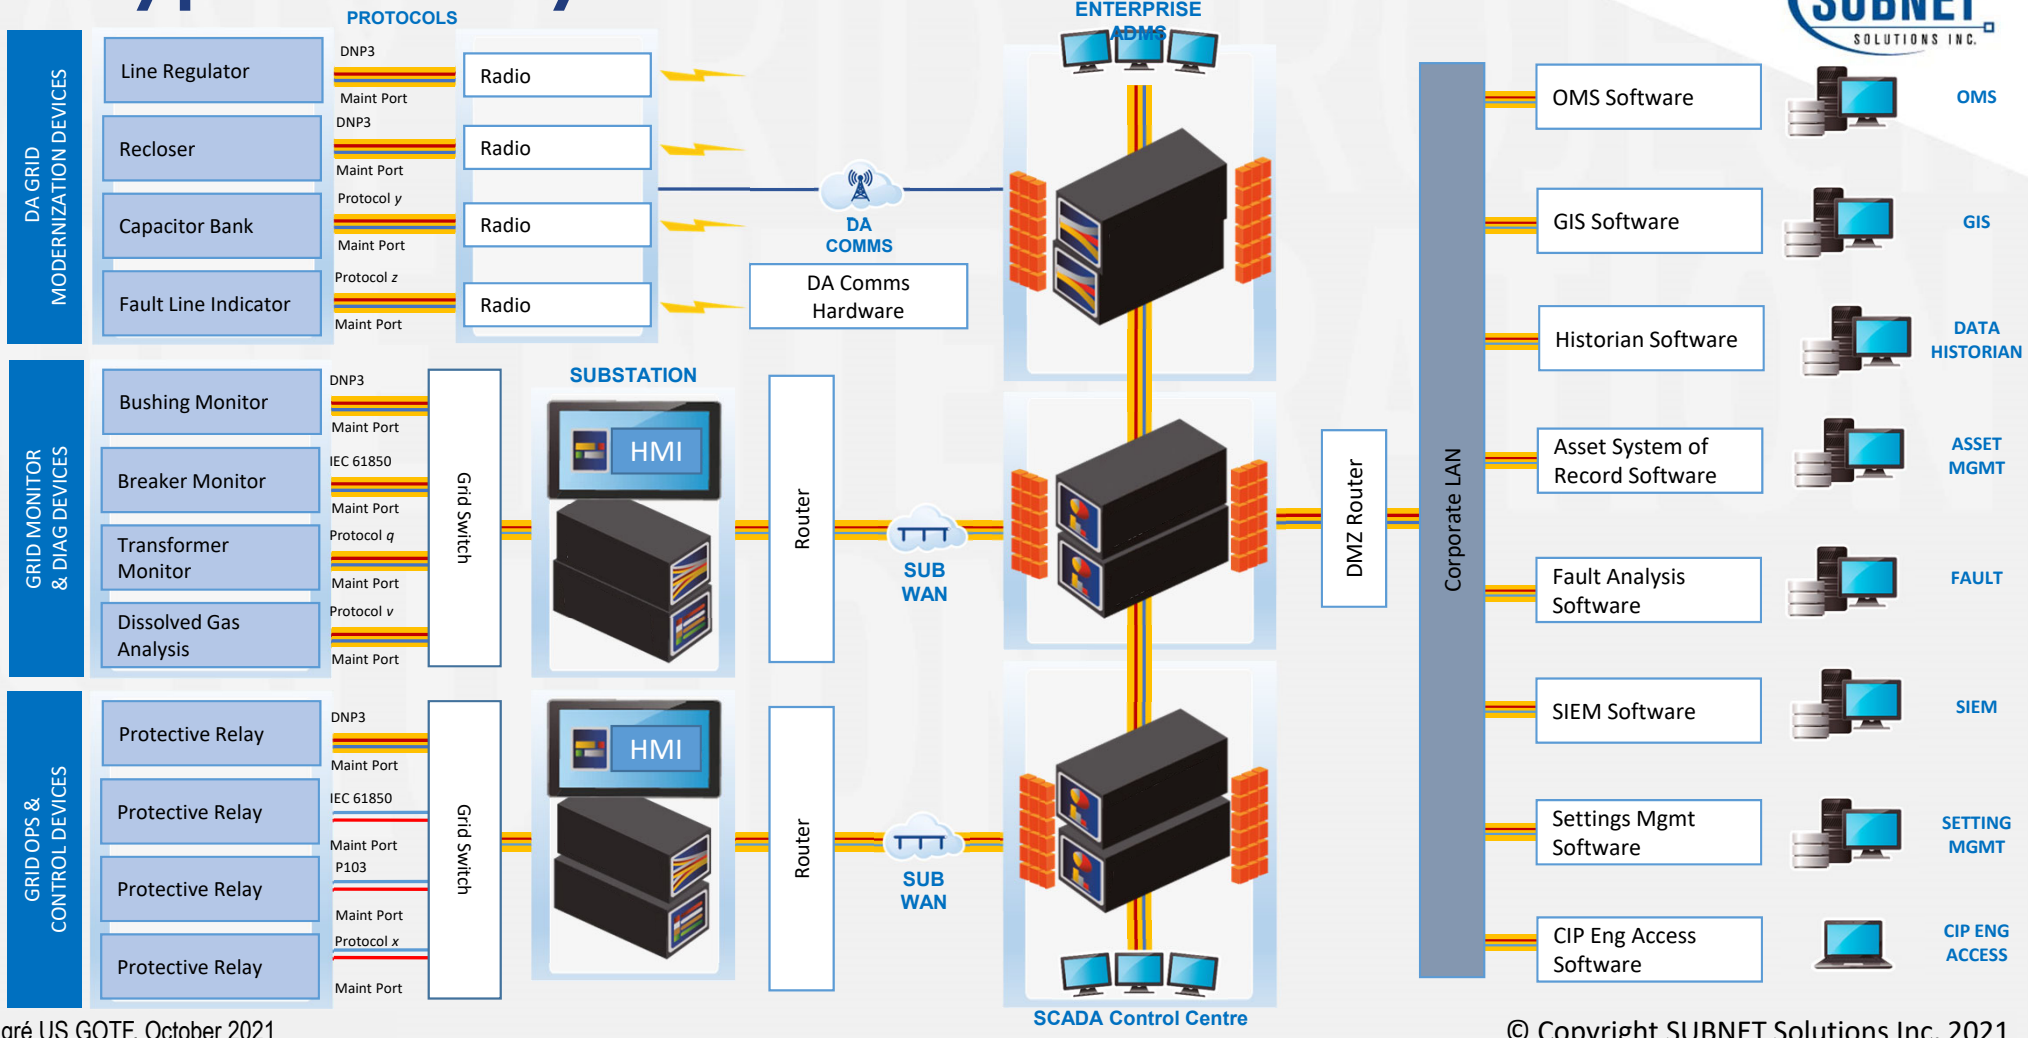 PROTOCOLS
ENTERPRISE
ADMS
SUBNET
SOLUTIONS INC.
DA GRID
MODERNIZATION DEVICES
Line Regulator
DNP3
Maint Port
Radio
Recloser
DNP3
Maint Port
Radio
Capacitor Bank
Protocol y
Maint Port
Radio
Fault Line Indicator
Protocol z
Maint Port
Radio
DA
COMMS
DA Comms
Hardware
GRID MONITOR
& DIAG DEVICES
Bushing Monitor
DNP3
Maint Port
Breaker Monitor
IEC 61850
Maint Port
Transformer
Monitor
Protocol q
Maint Port
Dissolved Gas
Analysis
Protocol v
Maint Port
Grid Switch
SUBSTATION
HMI
Router
SUB
WAN
GRID OPS &
CONTROL DEVICES
Protective Relay
DNP3
Maint Port
Protective Relay
IEC 61850
Maint Port
Protective Relay
P103
Maint Port
Protective Relay
Protocol x
Maint Port
Grid Switch
HMI
Router
SUB
WAN
SCADA Control Centre
DMZ Router
Corporate LAN
OMS Software
OMS
GIS Software
GIS
Historian Software
DATA
HISTORIAN
Asset System of
Record Software
ASSET
MGMT
Fault Analysis
Software
FAULT
SIEM Software
SIEM
Settings Mgmt
Software
SETTING
MGMT
CIP Eng Access
Software
CIP ENG
ACCESS
gré US GOTF, October 2021
© Copyright SUBNET Solutions Inc. 2021